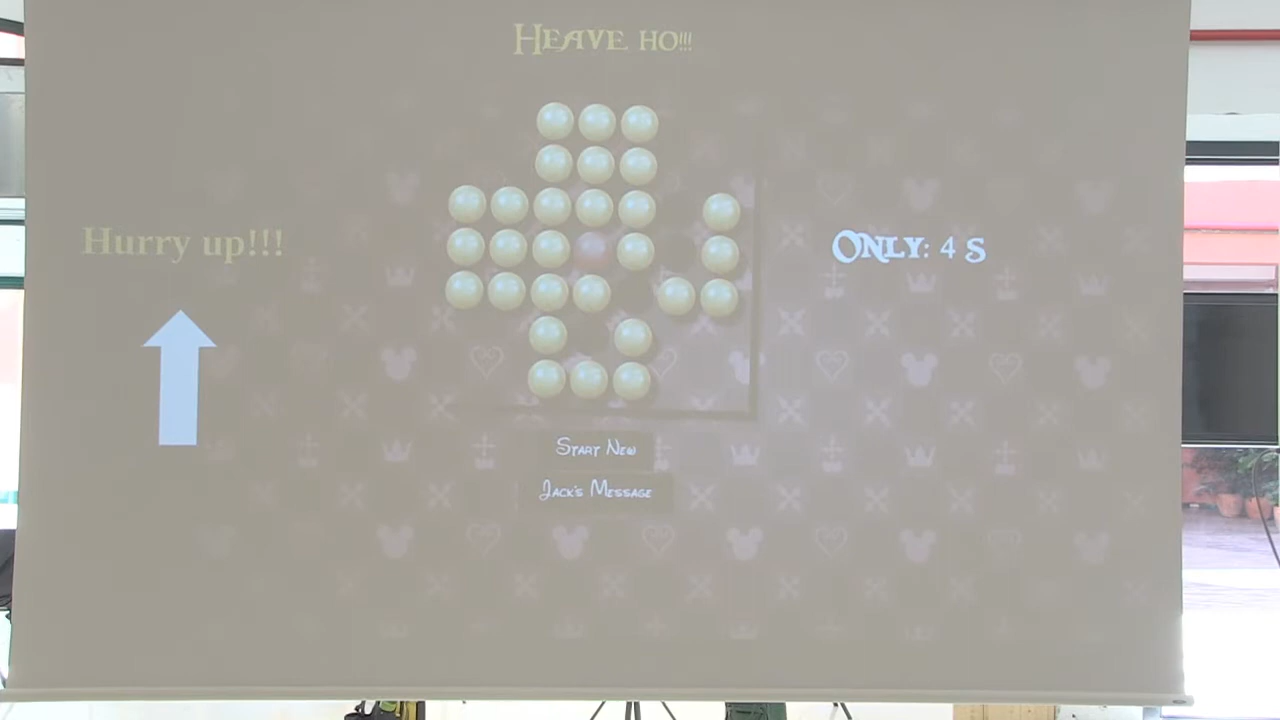 HEAVE HO!!!
Hurry up!!!
ONLY: 4 S
START NEW
JACK'S MESSAGE